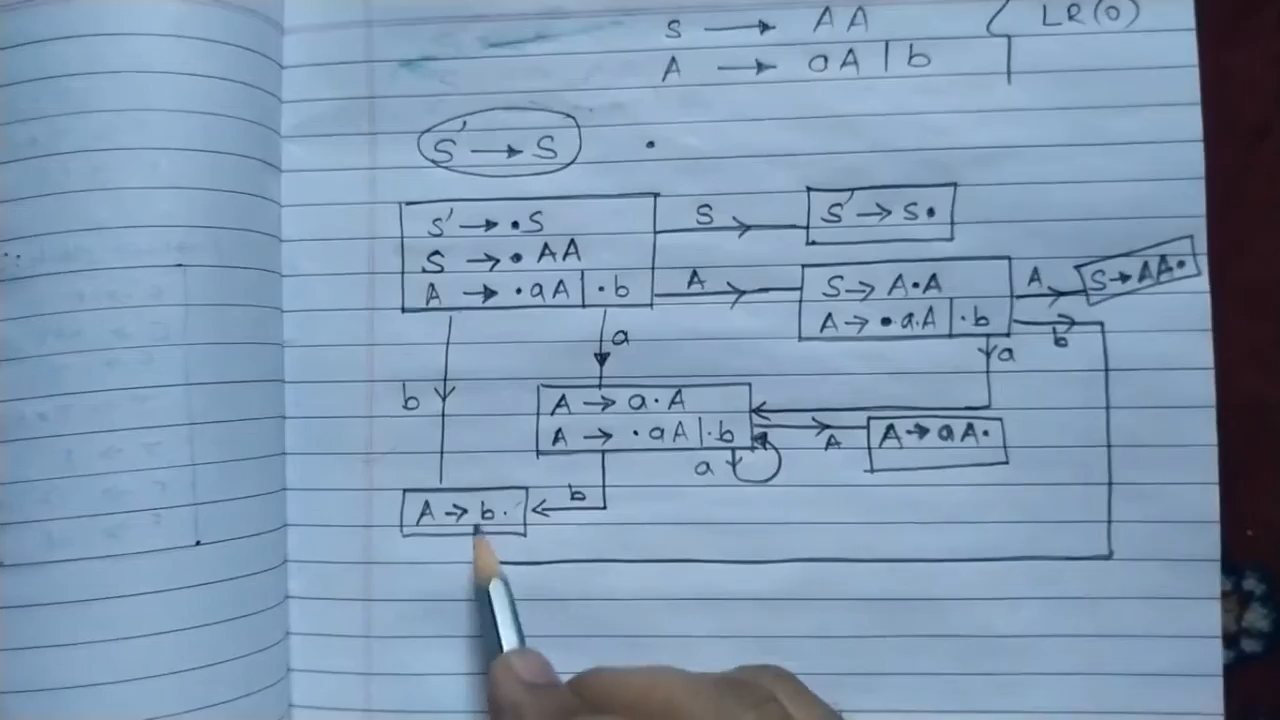 S → AA
LR(0)
A → aA | b
S' → S
S' → •S
S → • AA
A → •aA | •b
S
S' → S•
A
S → A•A
A → •aA | •b
A
S → AA•
b
a
a
b
A → a•A
A → •aA | •b
A
A → aA•
a
b
A → b•